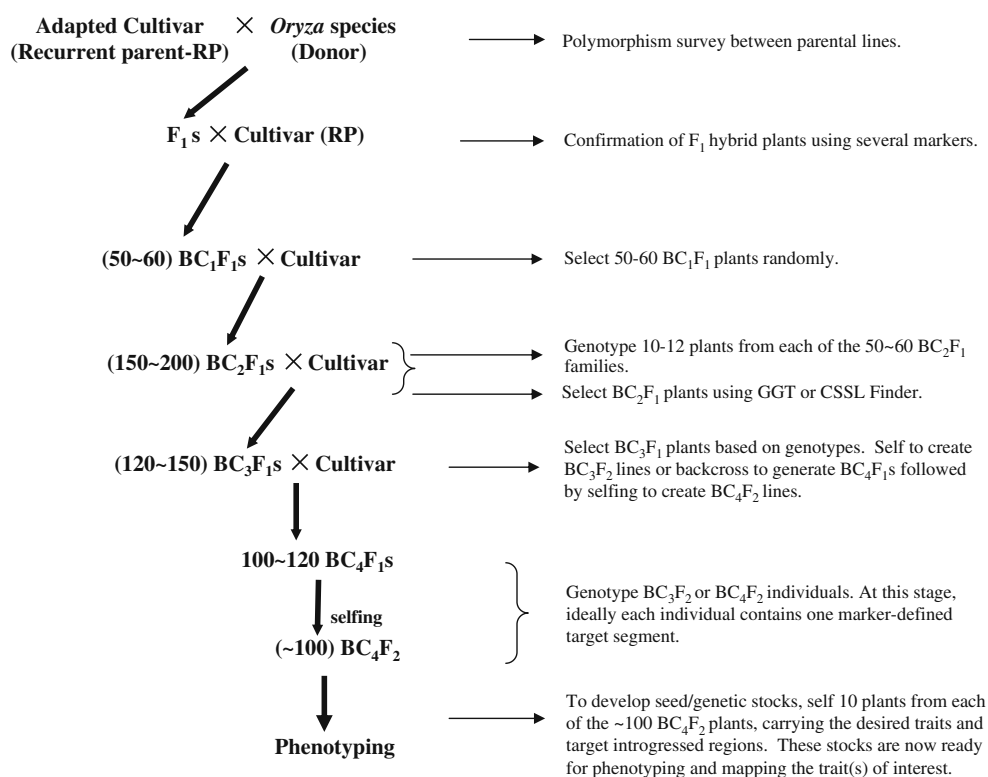 Adapted Cultivar × Oryza species
(Recurrent parent-RP) (Donor)
Polymorphism survey between parental lines.
F₁ s × Cultivar (RP)
Confirmation of F₁ hybrid plants using several markers.
(50~60) BC₁F₁s × Cultivar
Select 50-60 BC₁F₁ plants randomly.
(150~200) BC₂F₁s × Cultivar
Genotype 10-12 plants from each of the 50~60 BC₂F₁
families.
Select BC₂F₁ plants using GGT or CSSL Finder.
(120~150) BC₃F₁s × Cultivar
Select BC₃F₁ plants based on genotypes. Self to create
BC₃F₂ lines or backcross to generate BC₄F₁s followed
by selfing to create BC₄F₂ lines.
100~120 BC₄F₁s
selfing
(~100) BC₄F₂
Genotype BC₃F₂ or BC₄F₂ individuals. At this stage,
ideally each individual contains one marker-defined
target segment.
Phenotyping
To develop seed/genetic stocks, self 10 plants from each
of the ~100 BC₄F₂ plants, carrying the desired traits and
target introgressed regions. These stocks are now ready
for phenotyping and mapping the trait(s) of interest.